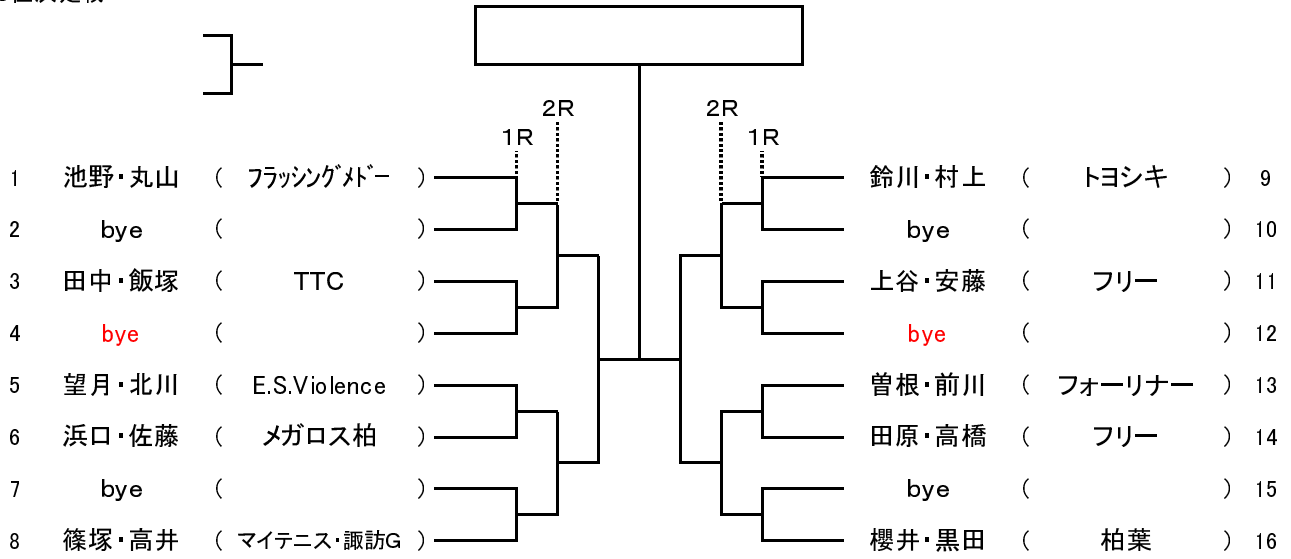 2R 2R
1R 1R
1 池野・丸山 ( フラッシングメドー ) 鈴川・村上 ( トヨシキ ) 9
2 bye ( ) bye ( ) 10
3 田中・飯塚 ( TTC ) 上谷・安藤 ( フリー ) 11
4 bye ( ) bye ( ) 12
5 望月・北川 ( E.S.Violence ) 曽根・前川 ( フォーリナー ) 13
6 浜口・佐藤 ( メガロス柏 ) 田原・高橋 ( フリー ) 14
7 bye ( ) bye ( ) 15
8 篠塚・高井 ( マイテニス・諏訪G ) 櫻井・黒田 ( 柏葉 ) 16